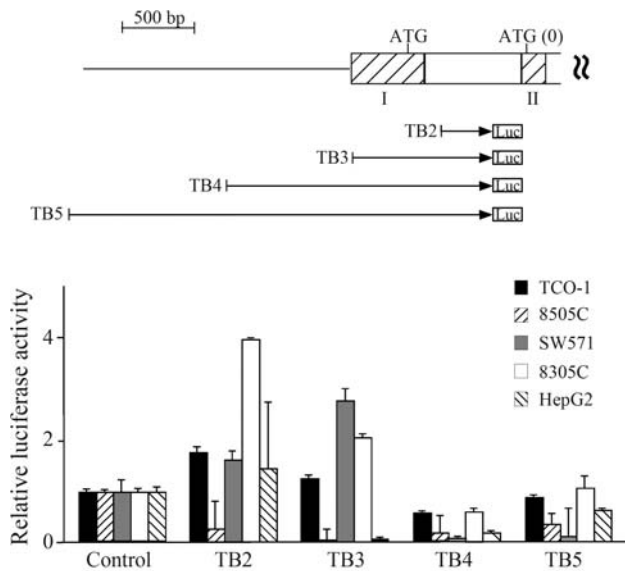 500 bp
ATG ATG (0)
I II
TB2 Luc
TB3 Luc
TB4 Luc
TB5 Luc
Relative luciferase activity
4
2
0
TCO-1
8505C
SW571
8305C
HepG2
Control TB2 TB3 TB4 TB5